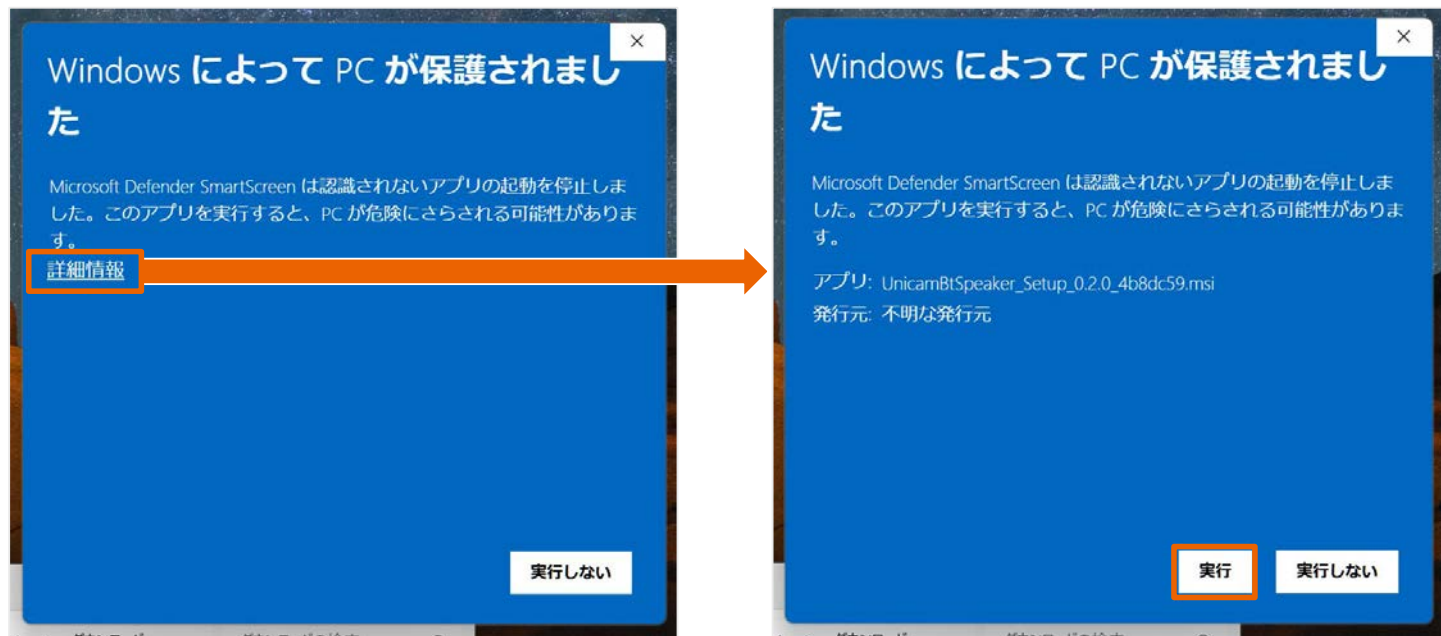 Windows によって PC が保護されまし
た
Microsoft Defender SmartScreen は認識されないアプリの起動を停止しま
した。このアプリを実行すると、PC が危険にさらされる可能性がありま
す。
詳細情報
実行しない
Windows によって PC が保護されまし
た
Microsoft Defender SmartScreen は認識されないアプリの起動を停止しま
した。このアプリを実行すると、PC が危険にさらされる可能性がありま
す。
アプリ: UnicamBtSpeaker_Setup_0.2.0_4b8dc59.msi
発行元: 不明な発行元
実行
実行しない